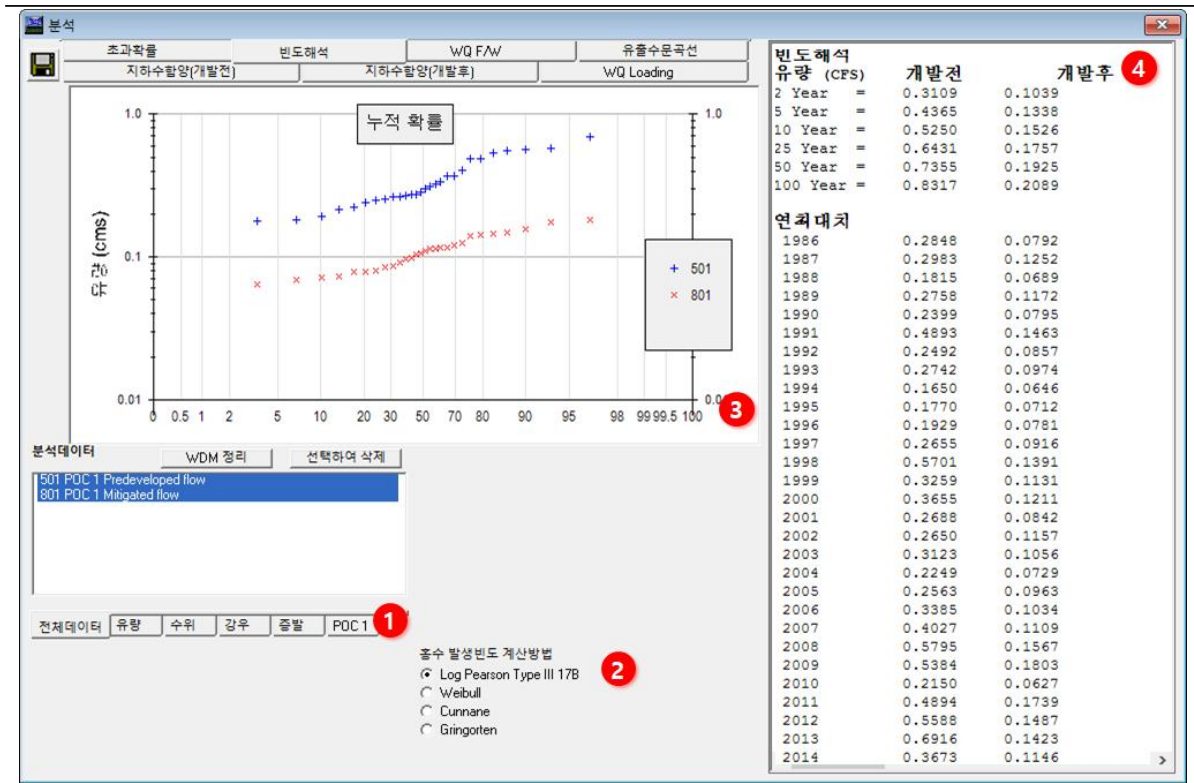 분석
초과확률 빈도해석 WQ F/W 유출수문곡선
지하수함양(개발전) 지하수함양(개발후) WQ Loading
누적 확률
1.0 1.0
0.1
0.01 0.0
유량 (cms)
501
801
0 0.5 1 2 5 10 20 30 50 70 80 90 95 98 99 99.5 100
3
분석데이터 WDM 정리 선택하여 삭제
501 POC 1 Predeveloped flow
801 POC 1 Mitigated flow
전체데이터 유량 수위 강우 증발 POC 1
1
홍수 발생빈도 계산방법
2
Log Pearson Type III 17B
Weibull
Cunnane
Gringorten
빈도해석
유량 (CFS) 개발전 개발후
4
2 Year = 0.3109 0.1039
5 Year = 0.4365 0.1338
10 Year = 0.5250 0.1526
25 Year = 0.6431 0.1757
50 Year = 0.7355 0.1925
100 Year = 0.8317 0.2089
연최대치
1986 0.2848 0.0792
1987 0.2983 0.1252
1988 0.1815 0.0689
1989 0.2758 0.1172
1990 0.2399 0.0795
1991 0.4893 0.1463
1992 0.2492 0.0857
1993 0.2742 0.0974
1994 0.1650 0.0646
1995 0.1770 0.0712
1996 0.1929 0.0781
1997 0.2655 0.0916
1998 0.5701 0.1391
1999 0.3259 0.1131
2000 0.3655 0.1211
2001 0.2688 0.0842
2002 0.2650 0.1157
2003 0.3123 0.1056
2004 0.2249 0.0729
2005 0.2563 0.0963
2006 0.3385 0.1034
2007 0.4027 0.1109
2008 0.5795 0.1567
2009 0.5384 0.1803
2010 0.2150 0.0627
2011 0.4894 0.1739
2012 0.5588 0.1487
2013 0.6916 0.1423
2014 0.3673 0.1146